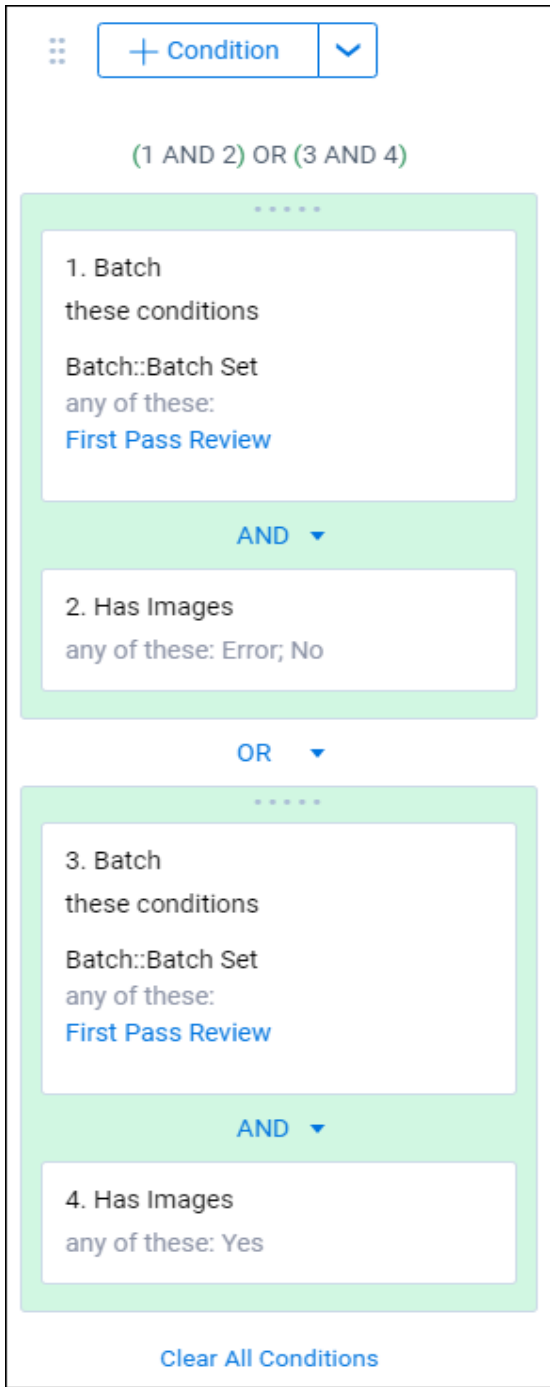 + Condition
(1 AND 2) OR (3 AND 4)
1. Batch
these conditions
Batch::Batch Set
any of these:
First Pass Review
AND
2. Has Images
any of these: Error; No
OR
3. Batch
these conditions
Batch::Batch Set
any of these:
First Pass Review
AND
4. Has Images
any of these: Yes
Clear All Conditions